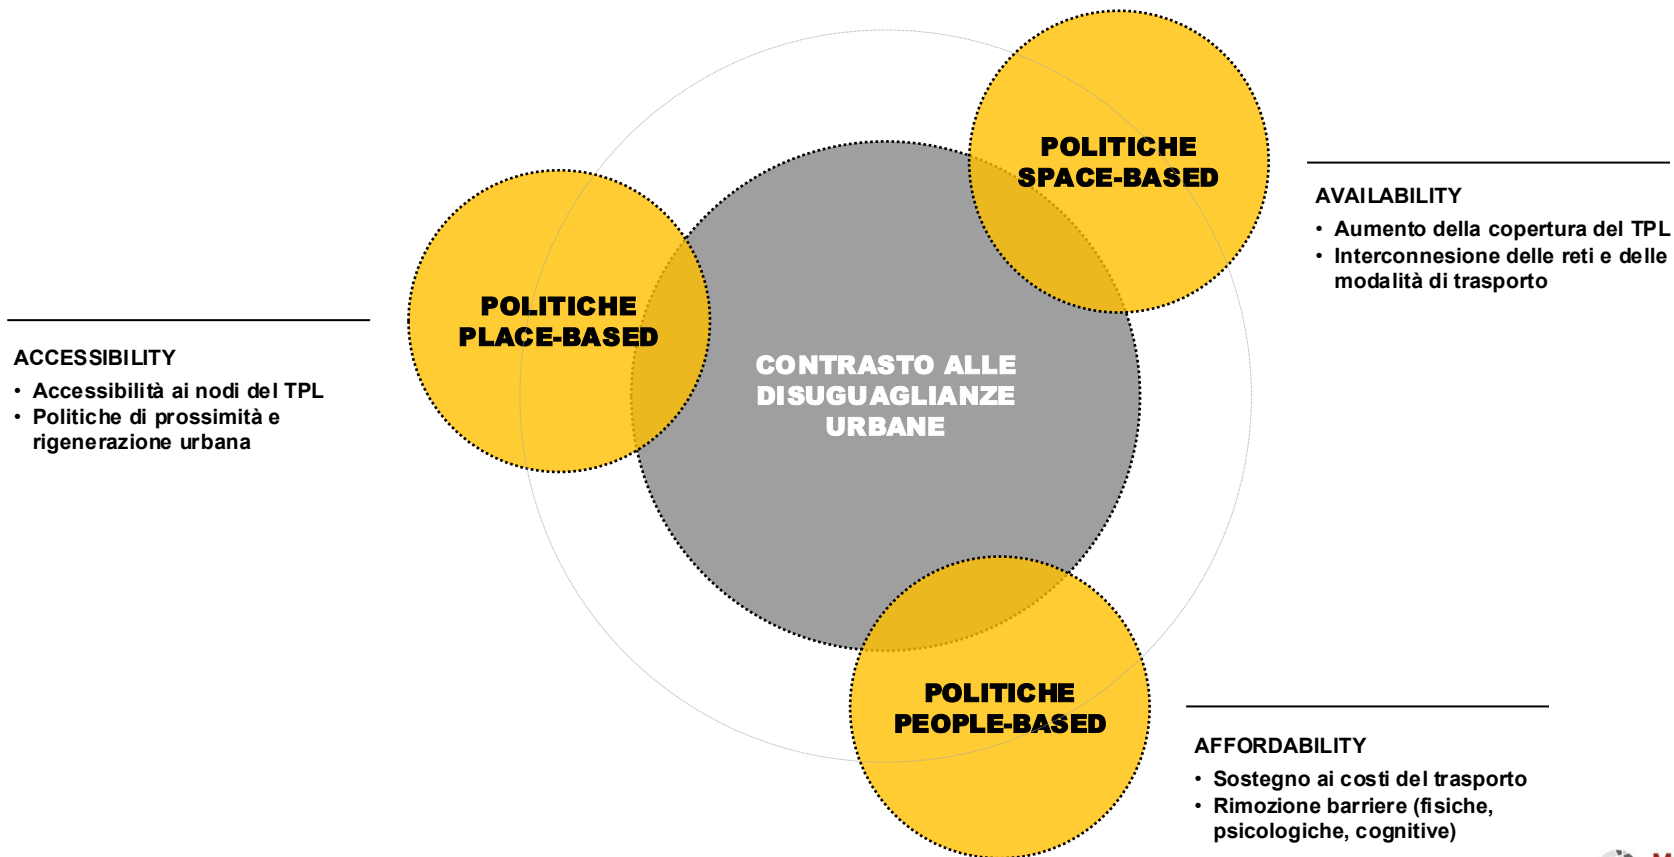 POLITICHE
SPACE-BASED
AVAILABILITY
• Aumento della copertura del TPL
• Interconnesione delle reti e delle
modalità di trasporto
POLITICHE
PLACE-BASED
ACCESSIBILITY
• Accessibilità ai nodi del TPL
• Politiche di prossimità e
rigenerazione urbana
CONTRASTO ALLE
DISUGUAGLIANZE
URBANE
POLITICHE
PEOPLE-BASED
AFFORDABILITY
• Sostegno ai costi del trasporto
• Rimozione barriere (fisiche,
psicologiche, cognitive)